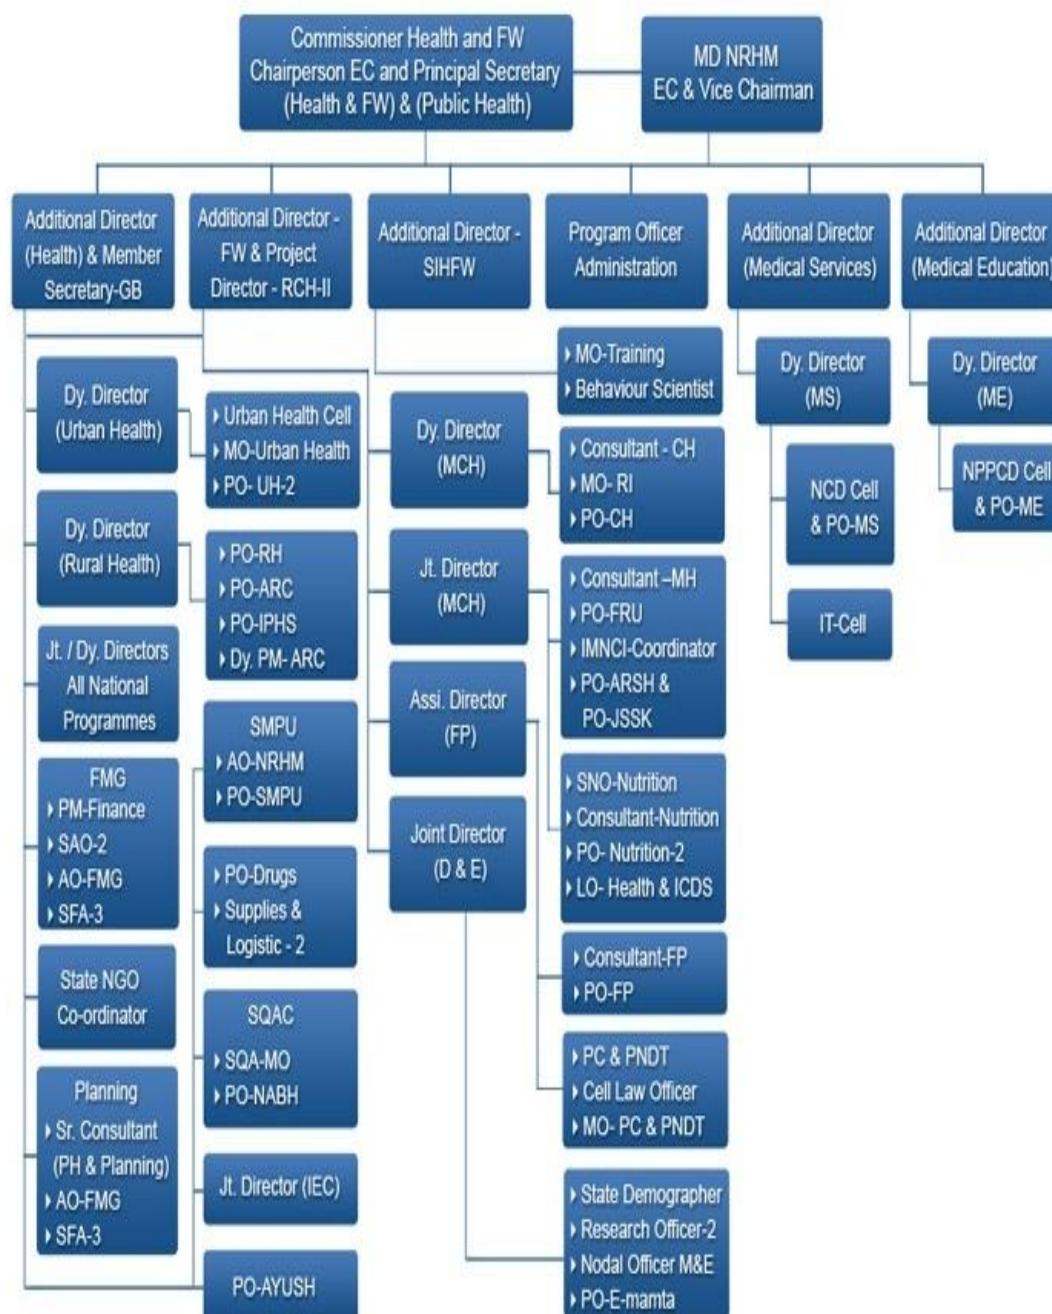 Commissioner Health and FW
Chairperson EC and Principal Secretary
(Health & FW) & (Public Health)
MD NRHM
EC & Vice Chairman
Additional Director
(Health) & Member
Secretary-GB
Additional Director -
FW & Project
Director - RCH-II
Additional Director -
SIHFW
Program Officer
Administration
Additional Director
(Medical Services)
Additional Director
(Medical Education)
Dy. Director
(Urban Health)
Dy. Director
(Rural Health)
Jt. / Dy. Directors
All National
Programmes
FMG
PM-Finance
SAO-2
AO-FMG
SFA-3
State NGO
Co-ordinator
Planning
Sr. Consultant
(PH & Planning)
AO-FMG
SFA-3
Urban Health Cell
MO-Urban Health
PO- UH-2
PO-RH
PO-ARC
PO-IPHS
Dy. PM- ARC
SMPU
AO-NRHM
PO-SMPU
PO-Drugs
Supplies &
Logistic - 2
SQAC
SQA-MO
PO-NABH
Jt. Director (IEC)
PO-AYUSH
Dy. Director
(MCH)
Jt. Director
(MCH)
Assi. Director
(FP)
Joint Director
(D & E)
MO-Training
Behaviour Scientist
Consultant - CH
MO- RI
PO-CH
Consultant –MH
PO-FRU
IMNCI-Coordinator
PO-ARSH &
PO-JSSK
SNO-Nutrition
Consultant-Nutrition
PO- Nutrition-2
LO- Health & ICDS
Consultant-FP
PO-FP
PC & PNDT
Cell Law Officer
MO- PC & PNDT
State Demographer
Research Officer-2
Nodal Officer M&E
PO-E-mamta
Dy. Director
(MS)
NCD Cell
& PO-MS
IT-Cell
Dy. Director
(ME)
NPPCD Cell
& PO-ME